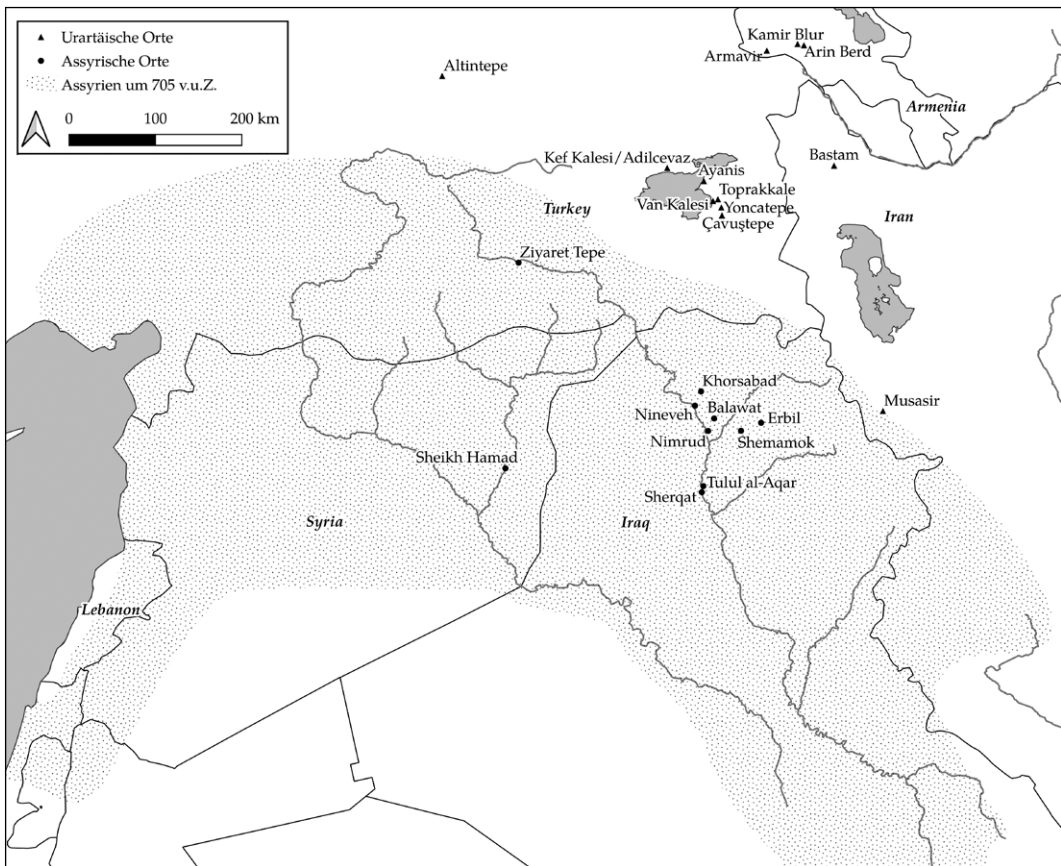 Urartäische Orte
Assyrische Orte
Assyrien um 705 v.u.Z.
0 100 200 km
Kamir Blur
Arin Berd
Armavir
Altintepe
Armenia
Bastam
Kef Kalesi/Adilcevaz
Ayanis
Toprakkale
Van Kalesi
Yoncatepe
Çavuştepe
Turkey
Iran
Ziyaret Tepe
Khorsabad
Musasir
Nineveh
Balawat
Erbil
Nimrud
Shemamok
Sheikh Hamad
Tulul al-Aqar
Sherqat
Syria
Iraq
Lebanon